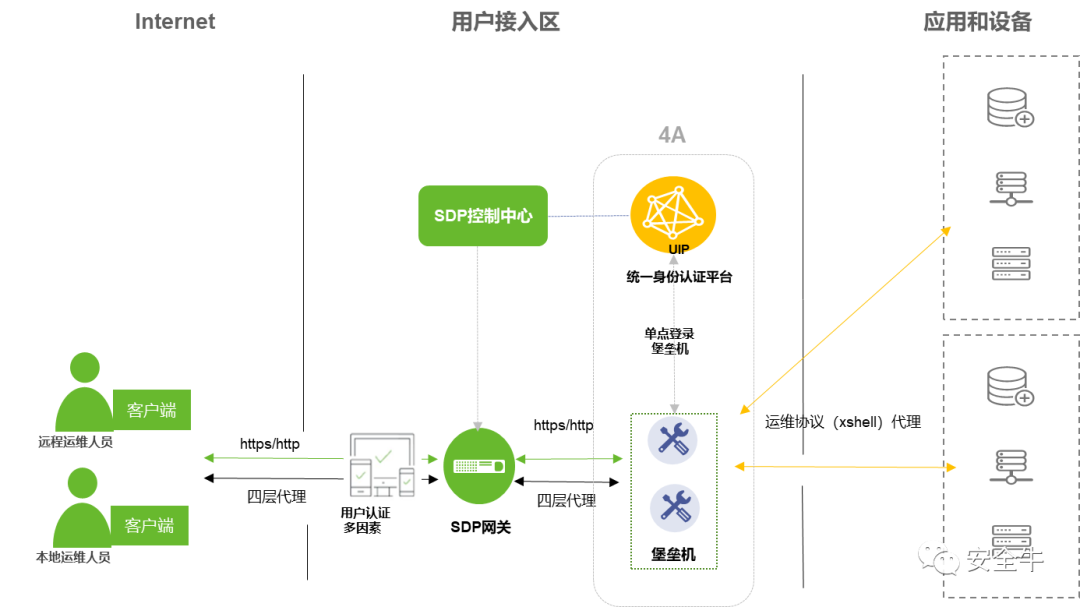 Internet
用户接入区
应用和设备
4A
SDP控制中心
UIP
统一身份认证平台
单点登录
堡垒机
客户端
远程运维人员
https/http
https/http
运维协议（xshell）代理
四层代理
四层代理
用户认证
多因素
SDP网关
堡垒机
客户端
本地运维人员
安全牛